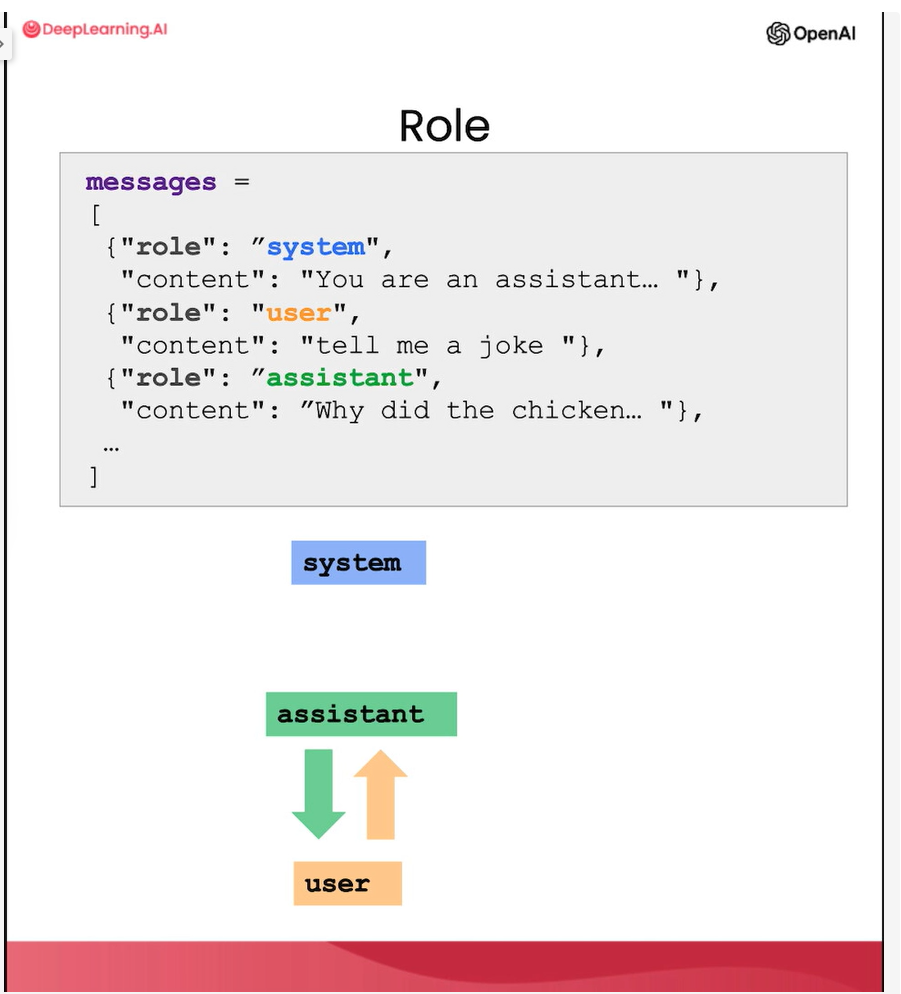 DeepLearning.AI
OpenAI
Role
messages =
[
{"role": ”system",
"content": "You are an assistant… "},
{"role": "user",
"content": "tell me a joke "},
{"role": ”assistant",
"content": ”Why did the chicken… "},
…
]
system
assistant
user